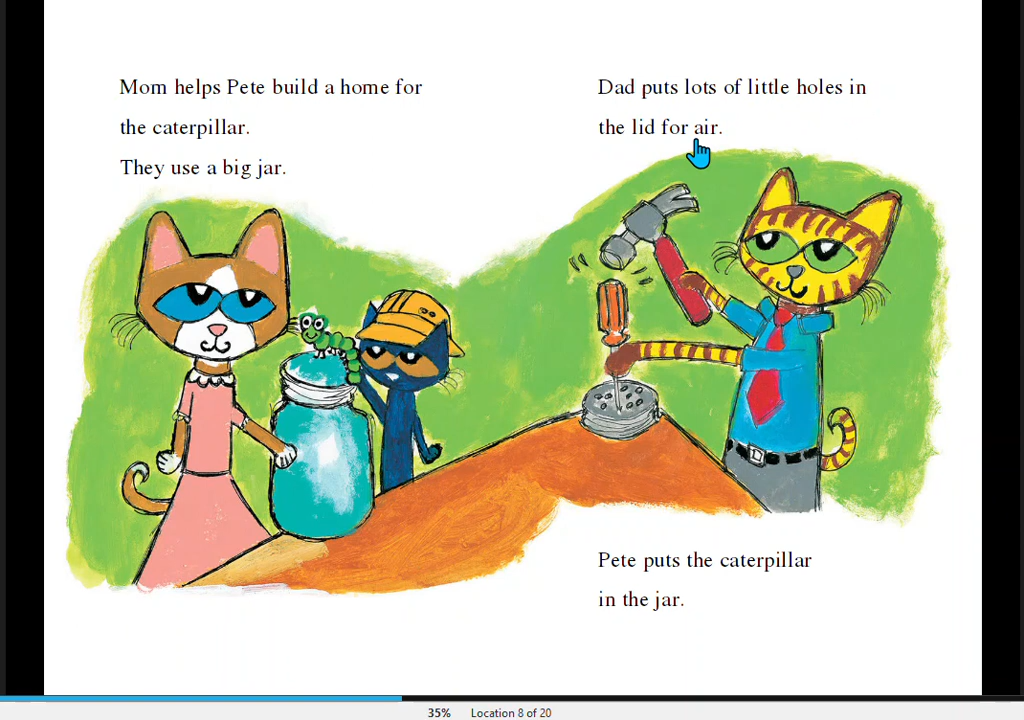 Mom helps Pete build a home for
the caterpillar.
They use a big jar.
Dad puts lots of little holes in
the lid for air.
Pete puts the caterpillar
in the jar.
35% Location 8 of 20